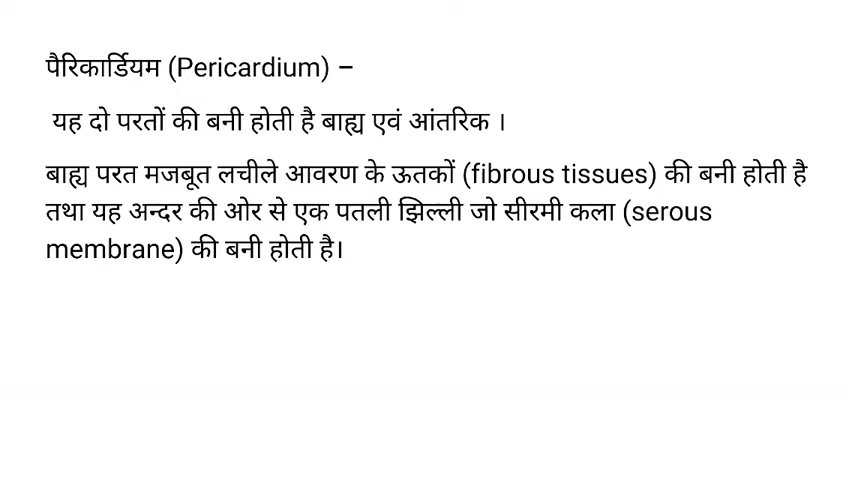 पैरिकार्डियम (Pericardium) –
यह दो परतों की बनी होती है बाह्य एवं आंतरिक ।
बाह्य परत मजबूत लचीले आवरण के ऊतकों (fibrous tissues) की बनी होती है
तथा यह अन्दर की ओर से एक पतली झिल्ली जो सीरमी कला (serous
membrane) की बनी होती है।